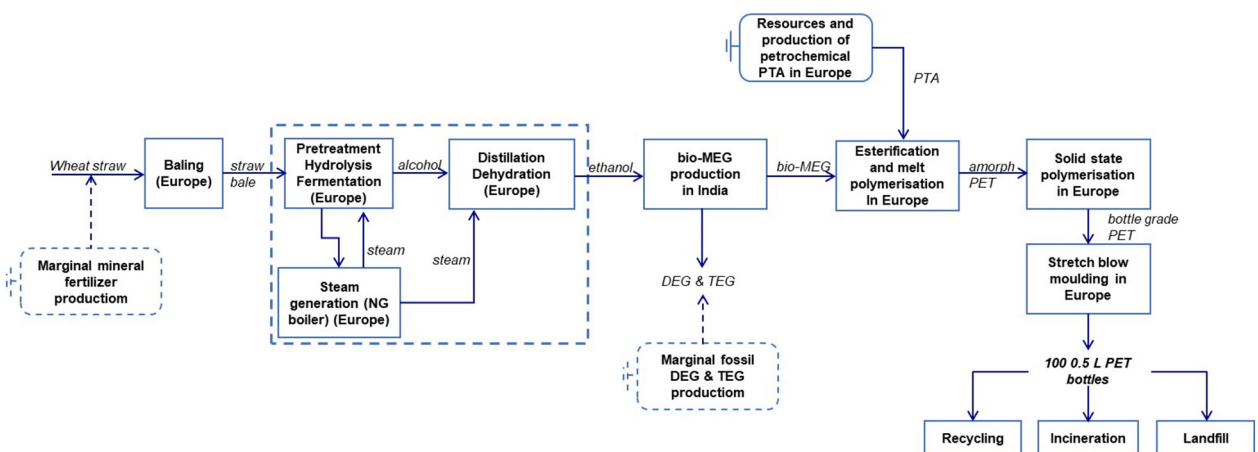 Resources and
production of
petrochemical
PTA in Europe
PTA
Wheat straw
Baling
(Europe)
straw
bale
Pretreatment
Hydrolysis
Fermentation
(Europe)
alcohol
Distillation
Dehydration
(Europe)
ethanol
bio-MEG
production
in India
bio-MEG
Esterification
and melt
polymerisation
In Europe
amorph
PET
Solid state
polymerisation
in Europe
steam
steam
bottle grade
PET
Marginal mineral
fertilizer
productiom
Steam
generation (NG
boiler) (Europe)
DEG & TEG
Stretch blow
moulding in
Europe
Marginal fossil
DEG & TEG
productiom
100 0.5 L PET
bottles
Recycling
Incineration
Landfill